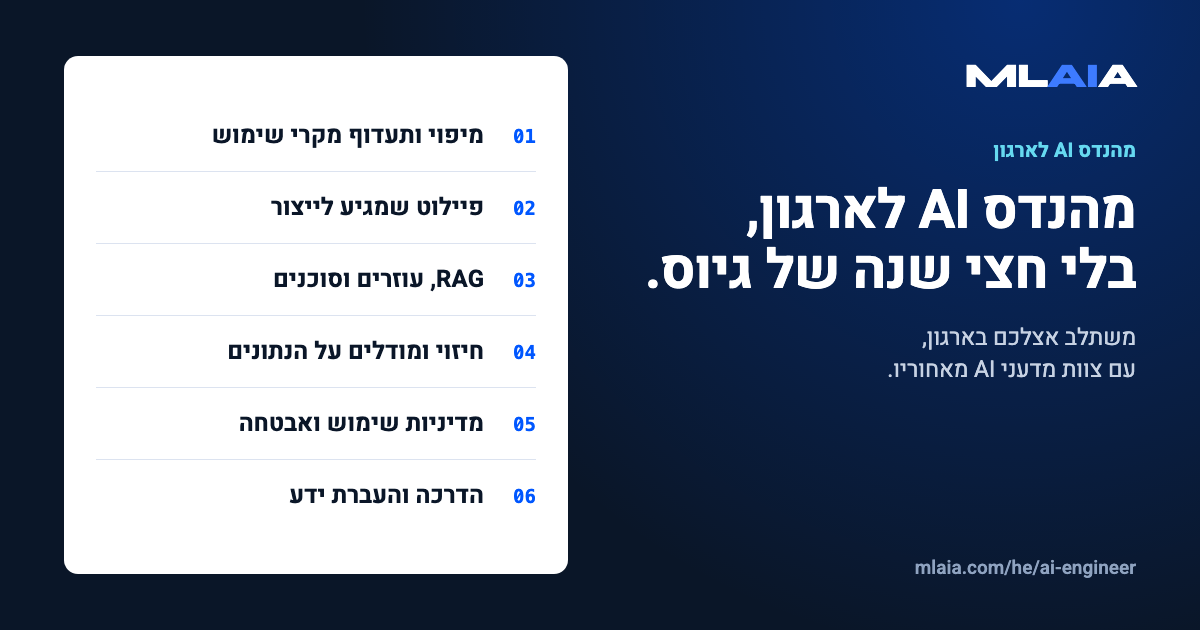 MLAIA
מהנדס AI לארגון
מהנדס AI לארגון,
בלי חצי שנה של גיוס.
משתלב אצלכם בארגון,
עם צוות מדעני AI מאחוריו.
mlaia.com/he/ai-engineer
01 מיפוי ותעדוף מקרי שימוש
02 פיילוט שמגיע לייצור
03 RAG, עוזרים וסוכנים
04 חיזוי ומודלים על הנתונים
05 מדיניות שימוש ואבטחה
06 הדרכה והעברת ידע